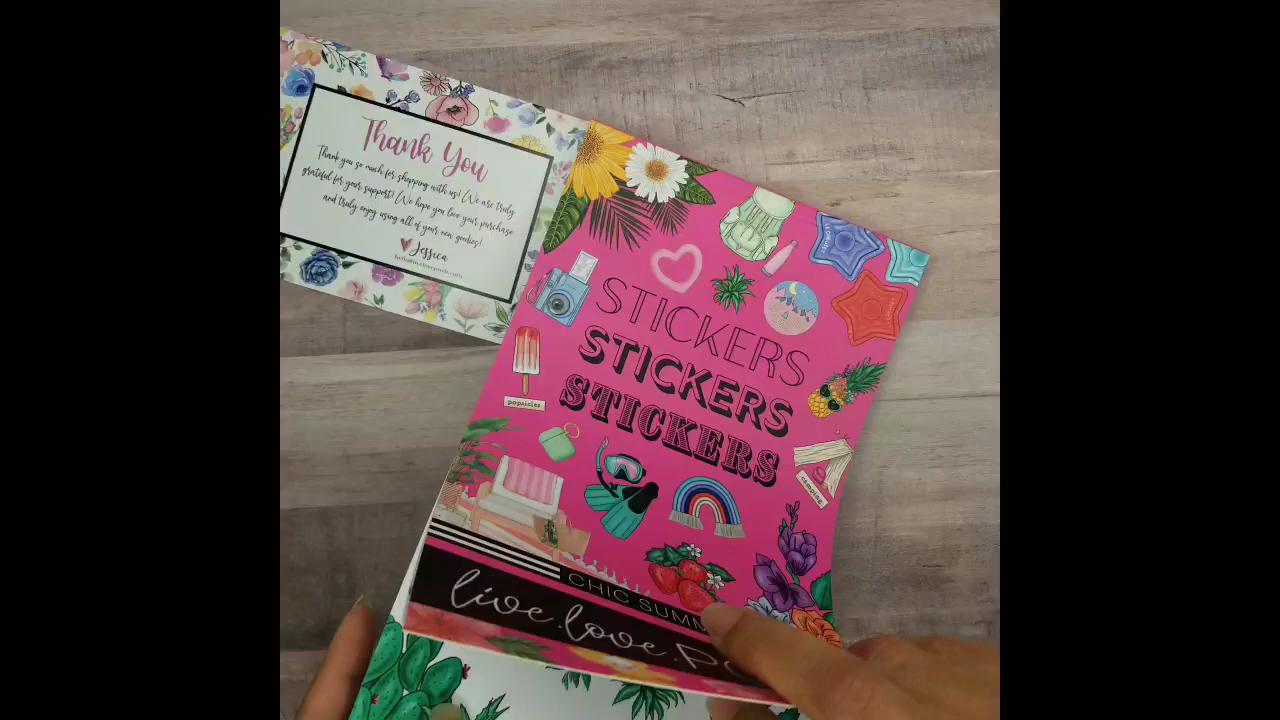 Thank You
Thank you so much for shopping with us! We are truly
grateful for your support! We hope you love your purchase
and truly enjoy using all of your new goodies!
Jessica
STICKERS
STICKERS
STICKERS
popsicles
camping
CHIC SUMM
live.love.Po